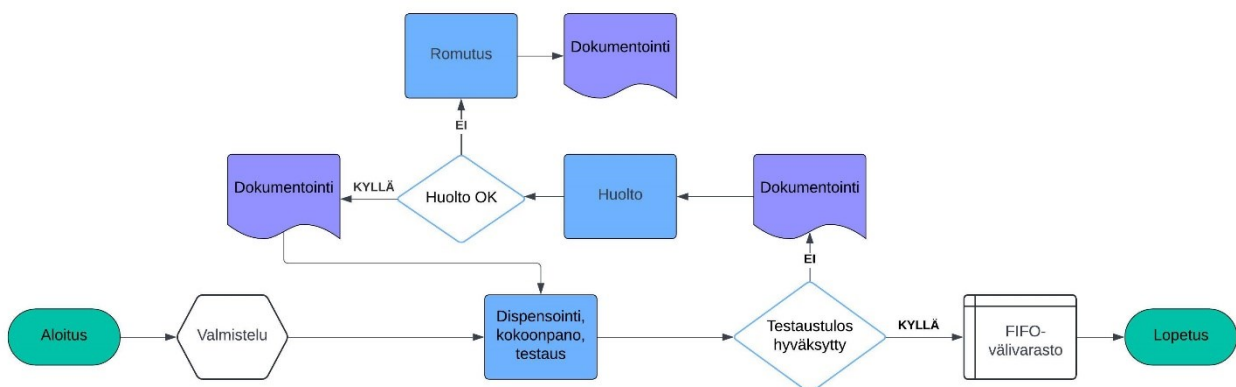 Romutus
Dokumentointi
EI
Dokumentointi
KYLLÄ
Huolto OK
Huolto
Dokumentointi
EI
Aloitus
Valmistelu
Dispensointi,
kokoonpano,
testaus
Testaustulos
hyväksytty
KYLLÄ
FIFO-
välivarasto
Lopetus